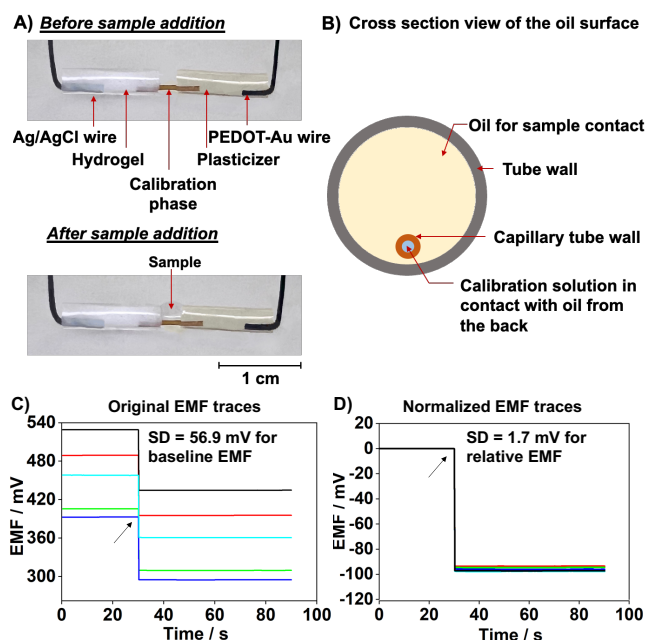 A) Before sample addition
Ag/AgCl wire
Hydrogel
Calibration
phase
Plasticizer
PEDOT-Au wire
After sample addition
Sample
1 cm
B) Cross section view of the oil surface
Oil for sample contact
Tube wall
Capillary tube wall
Calibration solution in
contact with oil from
the back
C) Original EMF traces
SD = 56.9 mV for
baseline EMF
EMF / mV
540
480
420
360
300
0 20 40 60 80 100
Time / s
D) Normalized EMF traces
SD = 1.7 mV for
relative EMF
EMF / mV
20
0
-20
-40
-60
-80
-100
-120
0 20 40 60 80 100
Time / s